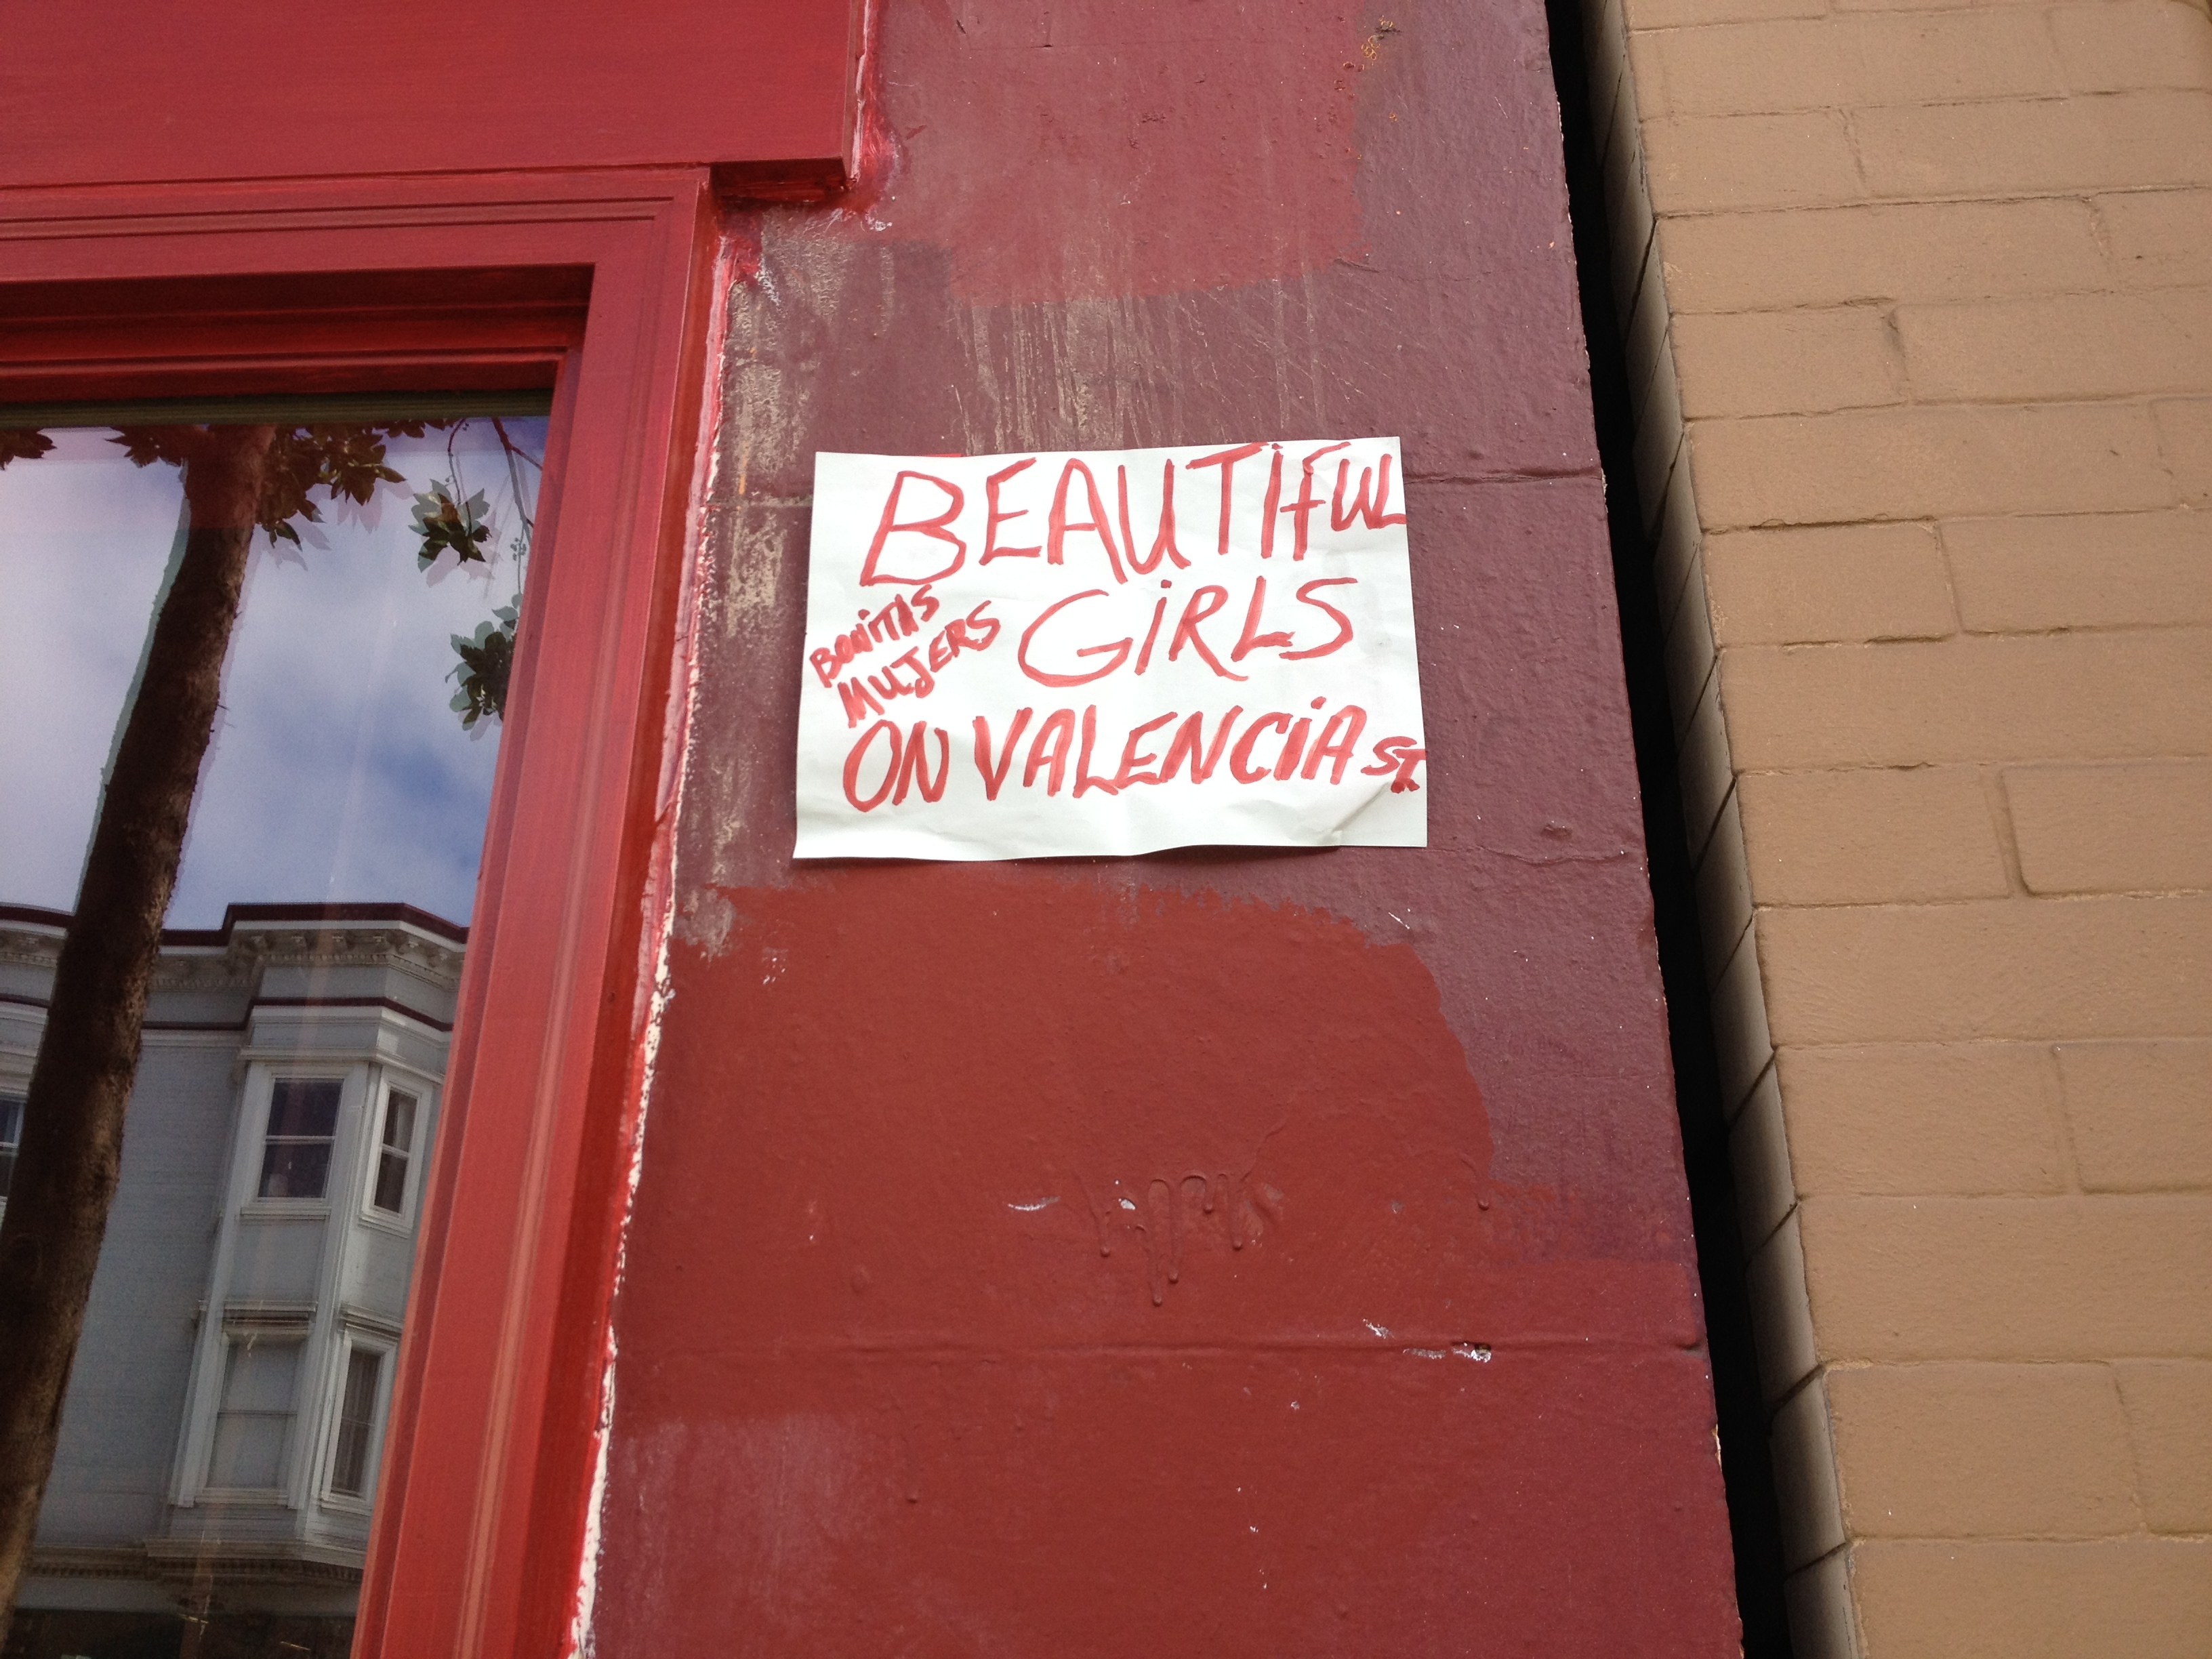 BEAUTIFUL
BONITAS
MUJERS
GIRLS
ON VALENCIA ST.